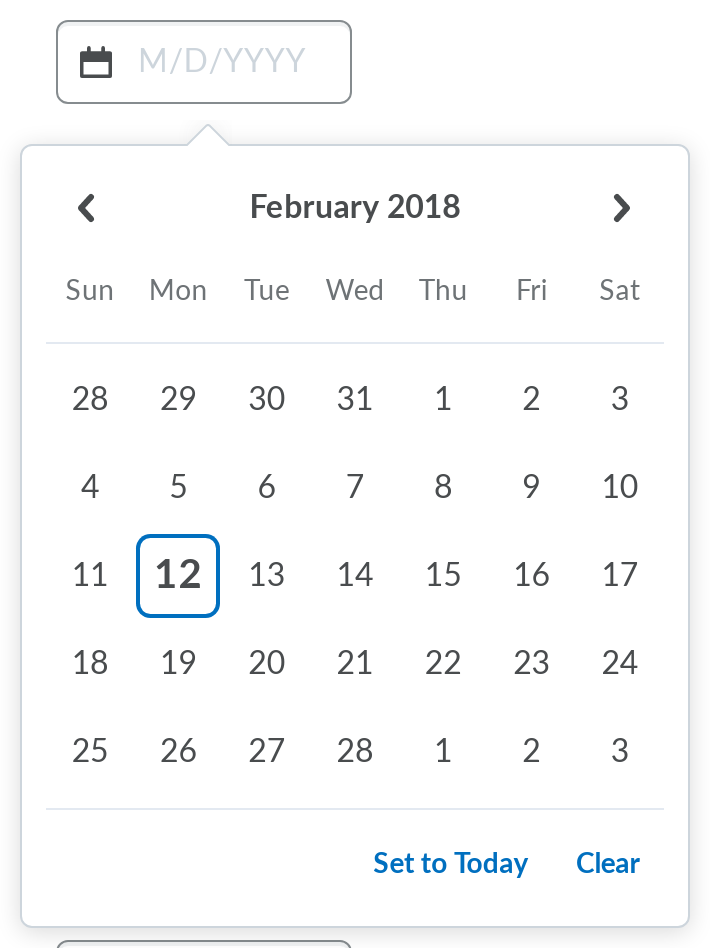 M/D/YYYY
February 2018
Sun Mon Tue Wed Thu Fri Sat
28 29 30 31 1 2 3
4 5 6 7 8 9 10
11 12 13 14 15 16 17
18 19 20 21 22 23 24
25 26 27 28 1 2 3
Set to Today Clear